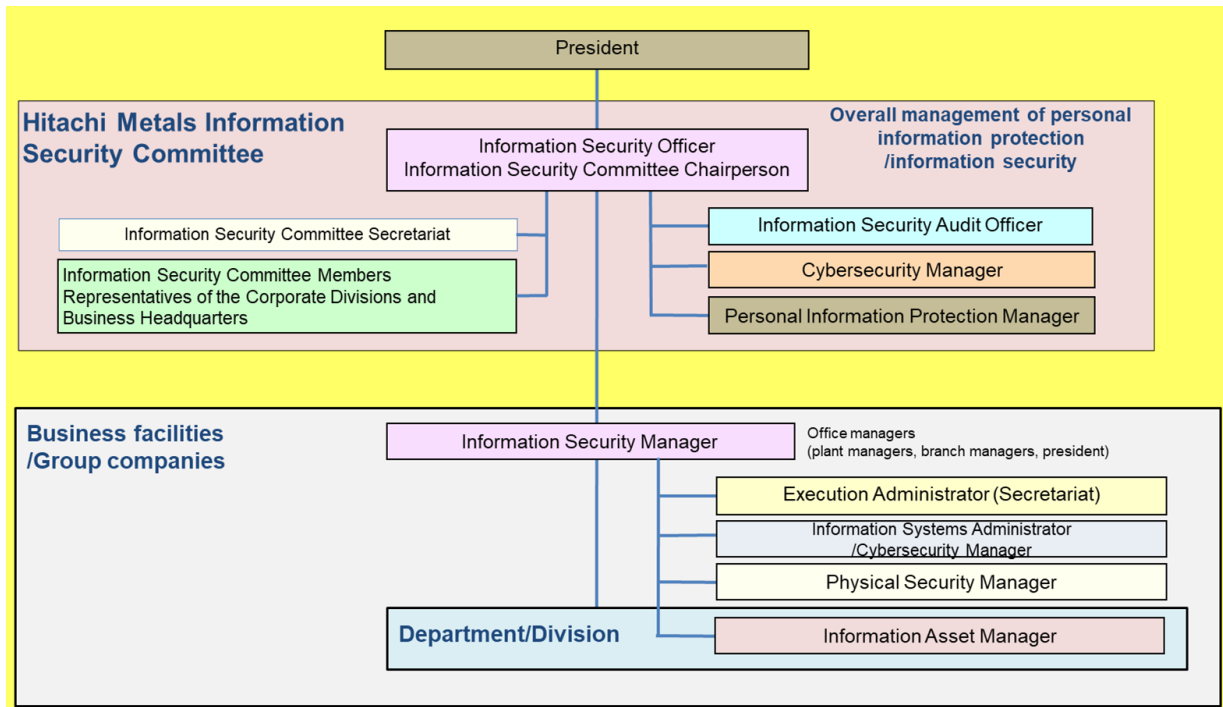 President
Hitachi Metals Information
Security Committee
Overall management of personal
information protection
/information security
Information Security Officer
Information Security Committee Chairperson
Information Security Committee Secretariat
Information Security Committee Members
Representatives of the Corporate Divisions and
Business Headquarters
Information Security Audit Officer
Cybersecurity Manager
Personal Information Protection Manager
Business facilities
/Group companies
Information Security Manager
Office managers
(plant managers, branch managers, president)
Execution Administrator (Secretariat)
Information Systems Administrator
/Cybersecurity Manager
Physical Security Manager
Department/Division
Information Asset Manager